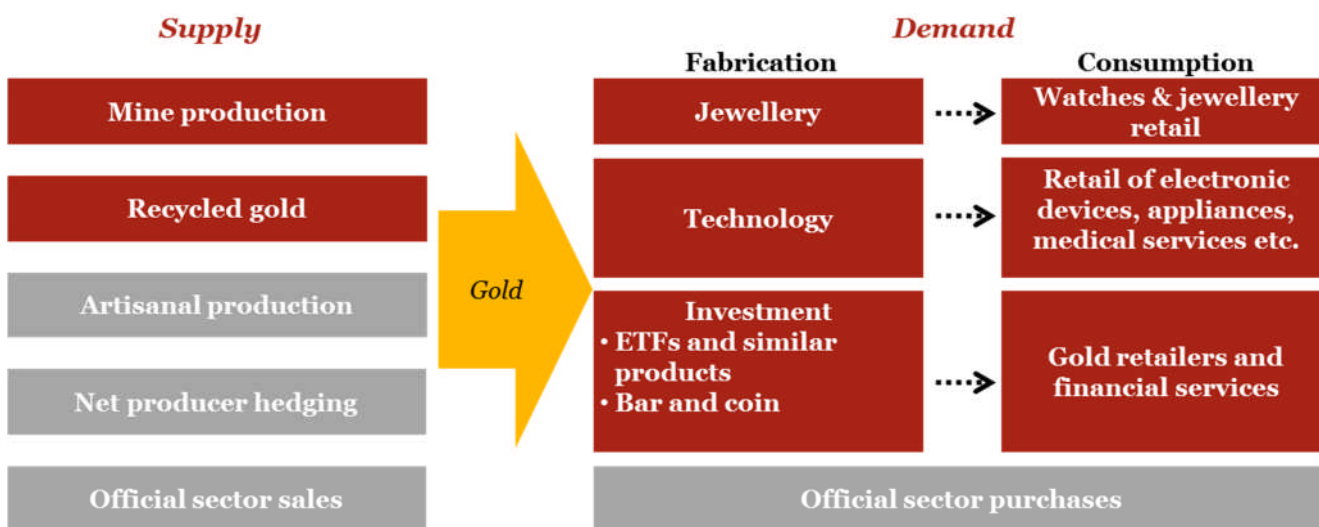 Supply
Mine production
Recycled gold
Artisanal production
Net producer hedging
Official sector sales
Gold
Demand
Fabrication
Consumption
Jewellery
Watches & jewellery
retail
Technology
Retail of electronic
devices, appliances,
medical services etc.
Investment
• ETFs and similar
products
• Bar and coin
Gold retailers and
financial services
Official sector purchases